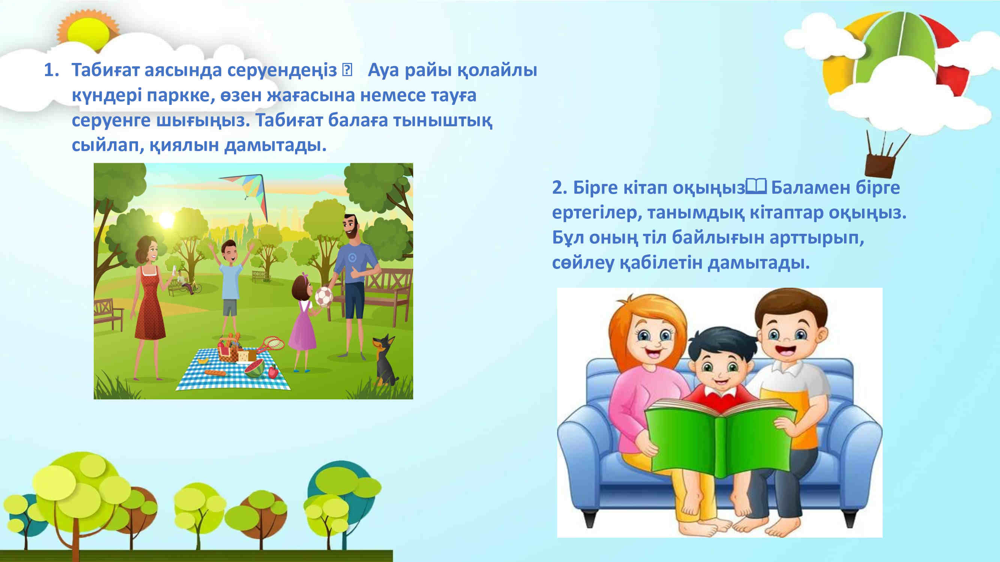 1. Табиғат аясында серуендеңіз Ауа райы қолайлы
күндері паркке, өзен жағасына немесе тауға
серуенге шығыңыз. Табиғат балаға тыныштық
сыйлап, қиялын дамытады.
2. Бірге кітап оқыңыз📖 Баламен бірге
ертегілер, танымдық кітаптар оқыңыз.
Бұл оның тіл байлығын арттырып,
сөйлеу қабілетін дамытады.